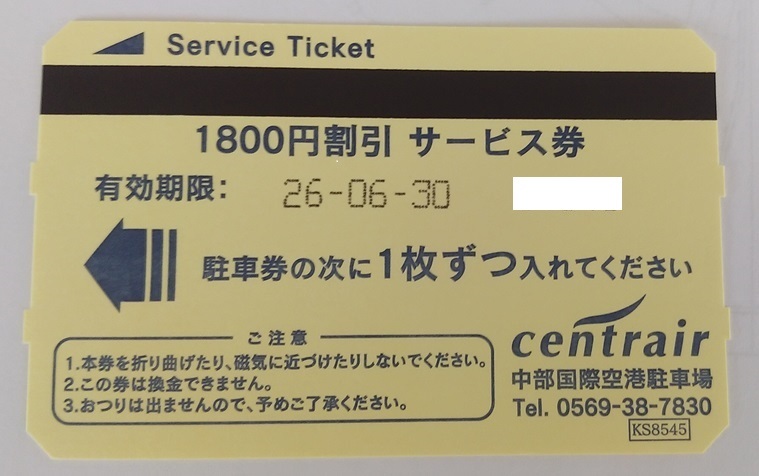 Service Ticket
1800円割引 サービス券
有効期限： 26-06-30
駐車券の次に1枚ずつ入れてください
ご注意
1.本券を折り曲げたり、磁気に近づけたりしないでください。
2.この券は換金できません。
3.おつりは出ませんので、予めご了承ください。
centrair
中部国際空港駐車場
Tel. 0569-38-7830
KS8545